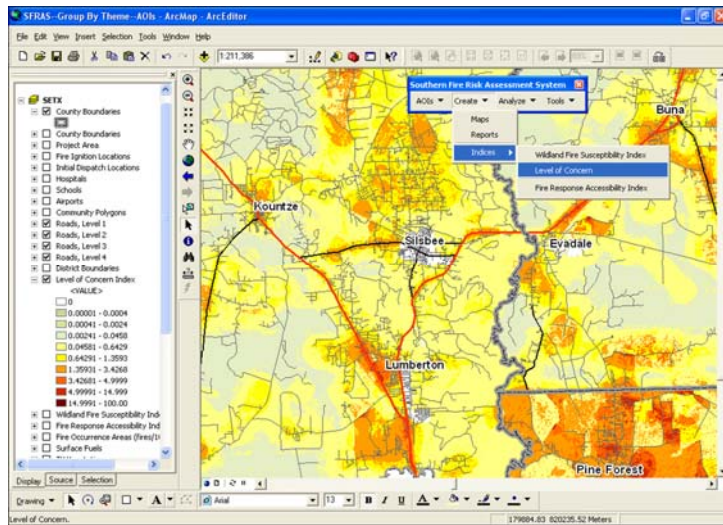 SFRAS--Group By Theme--AOIs - ArcMap - ArcEditor
File Edit View Insert Selection Tools Window Help
1:211,386
SETX
County Boundaries
County Boundaries
Project Area
Fire Ignition Locations
Initial Dispatch Locations
Hospitals
Schools
Airports
Community Polygons
Roads, Level 1
Roads, Level 2
Roads, Level 3
Roads, Level 4
District Boundaries
Level of Concern Index
<VALUE>
0
0.00001 - 0.0004
0.00041 - 0.0024
0.00241 - 0.0458
0.04581 - 0.6429
0.64291 - 1.3593
1.35931 - 3.4268
3.42681 - 4.9999
4.99991 - 14.999
14.9991 - 100.00
Wildland Fire Susceptibility Ind
Fire Response Accessibility Ind
Fire Occurrence Areas (fires/1
Surface Fuels
Display Source Selection
Southern Fire Risk Assessment System
AOIs Create Analyze Tools
Maps
Reports
Indices
Wildland Fire Susceptibility Index
Level of Concern
Fire Response Accessibility Index
Buna
Kountze
Silsbee
Evadale
Lumberton
Pine Forest
Drawing A Arial 13 B I U A
Level of Concern.
179884.83 820235.52 Meters